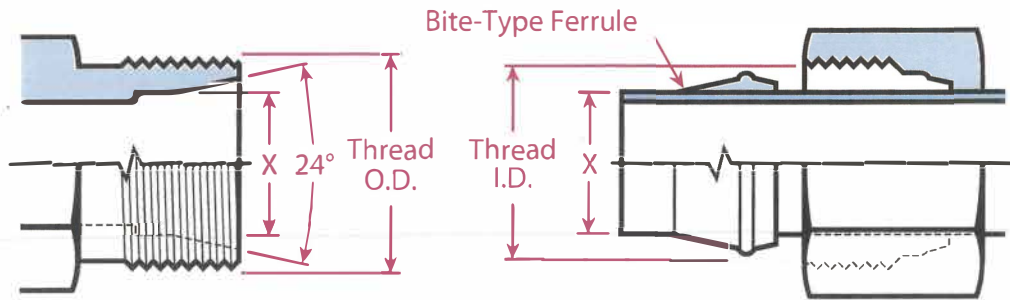 Bite-Type Ferrule
X
24°
Thread
O.D.
Thread
I.D.
X